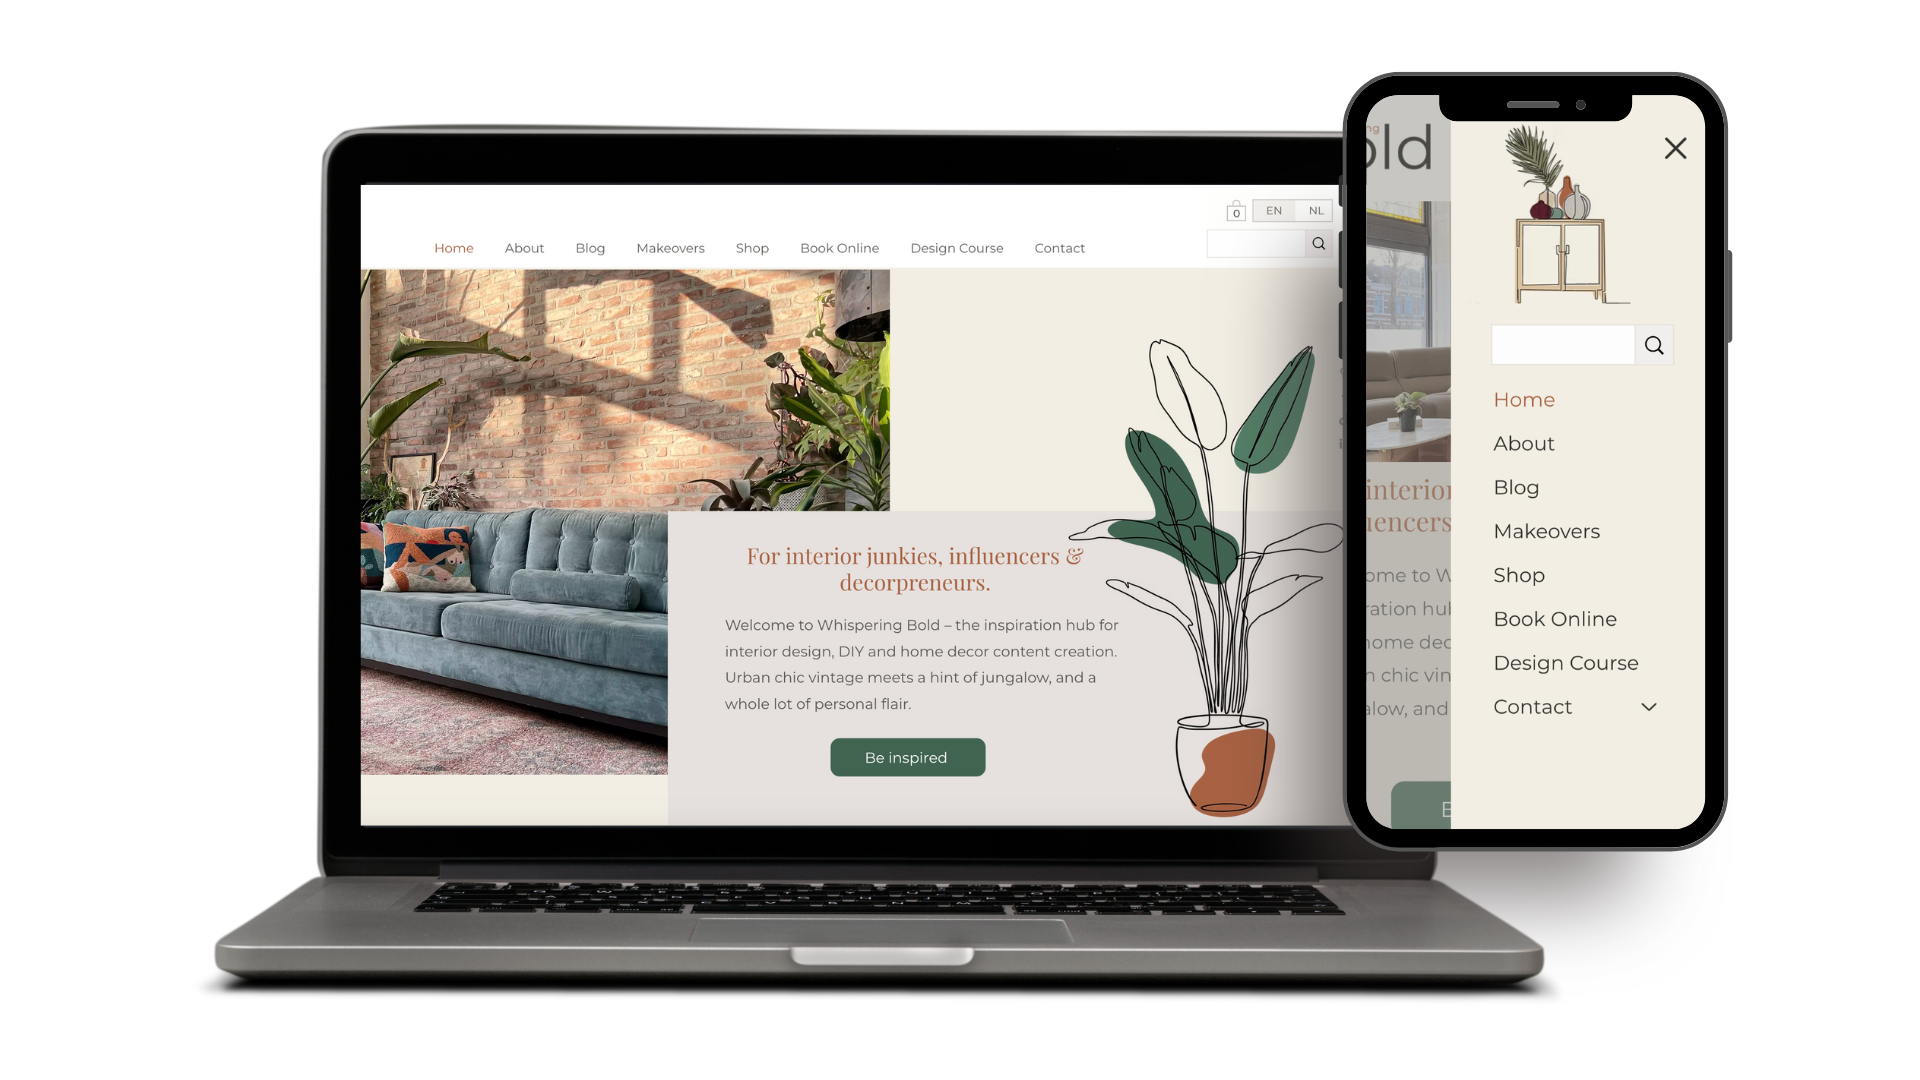 0
EN NL
Home About Blog Makeovers Shop Book Online Design Course Contact
For interior junkies, influencers &
decorpreneurs.
Welcome to Whispering Bold – the inspiration hub for
interior design, DIY and home decor content creation.
Urban chic vintage meets a hint of jungalow, and a
whole lot of personal flair.
Be inspired
ng
old
interior
uencers
ome to W
ration hub
home dec
n chic vin
alow, and
Home
About
Blog
Makeovers
Shop
Book Online
Design Course
Contact